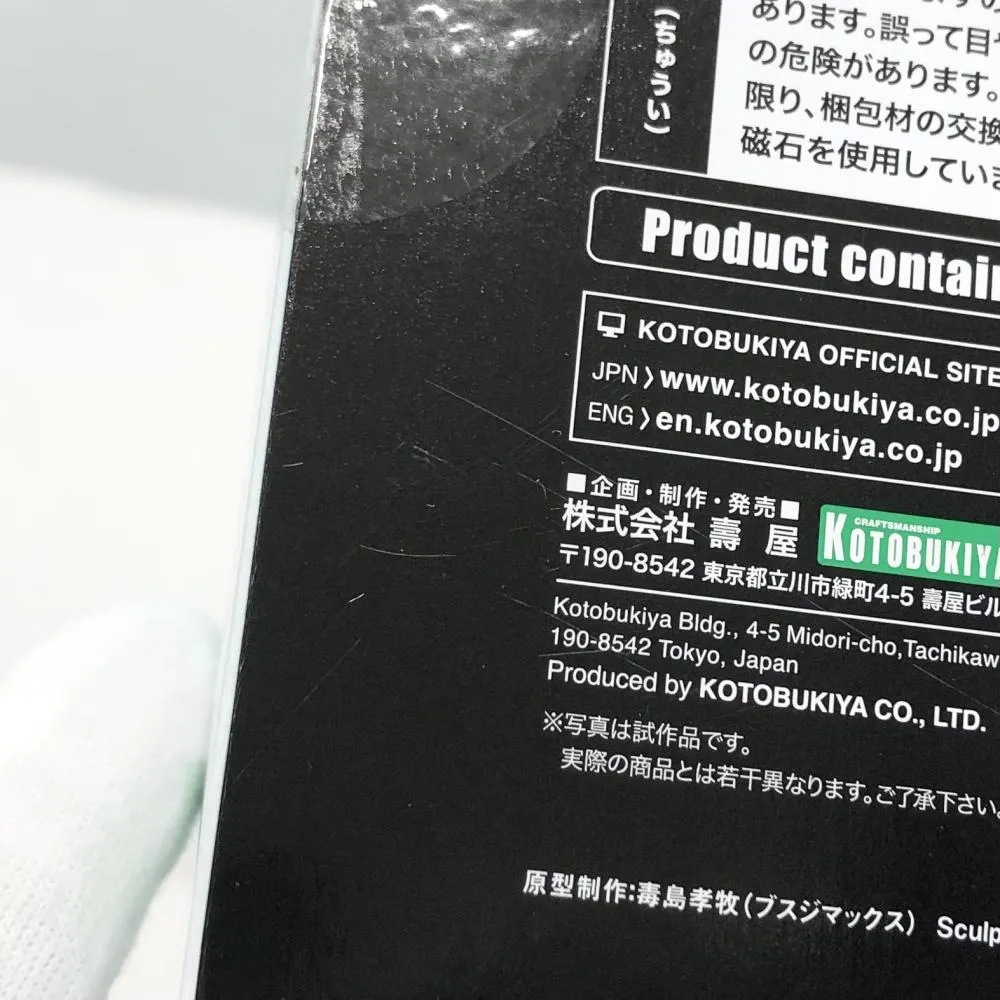 (ちゅうい)
あります。誤って目や
の危険があります。
限り、梱包材の交換
磁石を使用していま
Product contain
KOTOBUKIYA OFFICIAL SITE
JPN 〉www.kotobukiya.co.jp
ENG 〉en.kotobukiya.co.jp
■企画・制作・発売■
株式会社 壽 屋
CRAFTSMANSHIP
KOTOBUKIYA
〒190-8542 東京都立川市緑町4-5 壽屋ビル
Kotobukiya Bldg., 4-5 Midori-cho,Tachikaw
190-8542 Tokyo, Japan
Produced by KOTOBUKIYA CO., LTD.
※写真は試作品です。
実際の商品とは若干異なります。ご了承下さい。
原型制作:毒島孝牧(ブスジマックス) Sculp